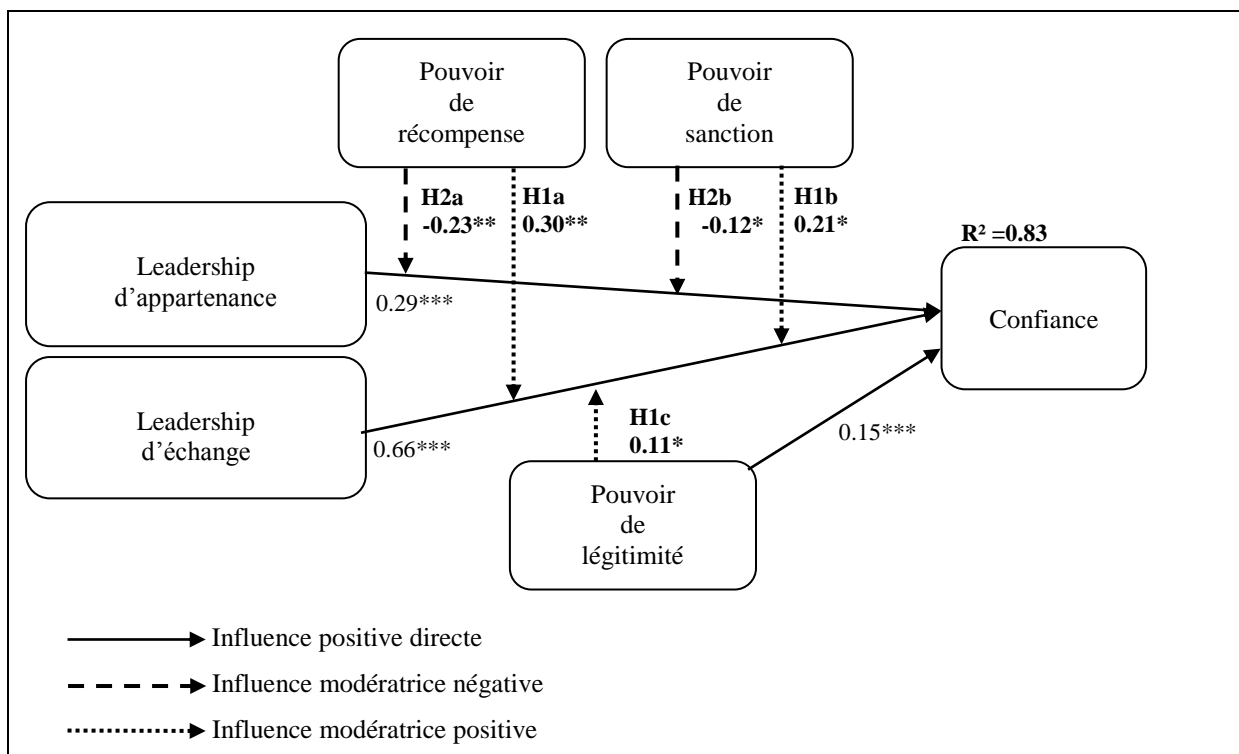 Pouvoir
de
récompense
Pouvoir
de
sanction
H2a
-0.23**
H1a
0.30**
H2b
-0.12*
H1b
0.21*
R² =0.83
Leadership
d’appartenance
0.29***
Confiance
Leadership
d’échange
0.66***
H1c
0.11*
0.15***
Pouvoir
de
légitimité
Influence positive directe
Influence modératrice négative
Influence modératrice positive